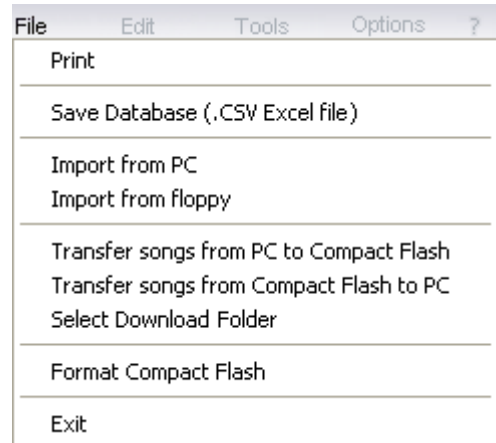 File Edit Tools Options ?
Print
Save Database (.CSV Excel file)
Import from PC
Import from floppy
Transfer songs from PC to Compact Flash
Transfer songs from Compact Flash to PC
Select Download Folder
Format Compact Flash
Exit